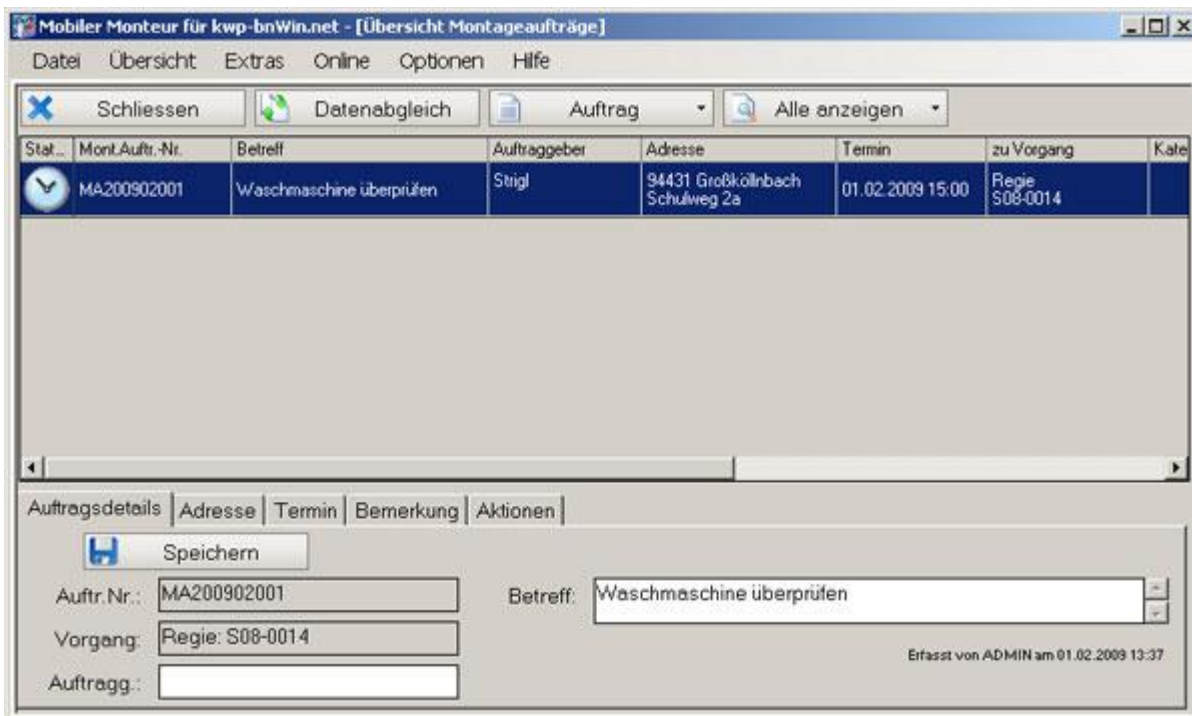 Mobiler Monteur für kwp-bnWin.net - [Übersicht Montageaufträge]
Datei Übersicht Extras Online Optionen Hilfe
Schliessen Datenabgleich Auftrag Alle anzeigen
Stat... Mont.Auftr.-Nr. Betreff Auftraggeber Adresse Termin zu Vorgang Kate
MA200902001 Waschmaschine überprüfen Strigl 94431 Großköllnbach 01.02.2009 15:00 Regie
Schulweg 2a S08-0014
Auftragsdetails Adresse Termin Bemerkung Aktionen
Speichern
Auftr.Nr.: MA200902001 Betreff: Waschmaschine überprüfen
Vorgang: Regie: S08-0014
Erfasst von ADMIN am 01.02.2009 13:37
Auftragg.: